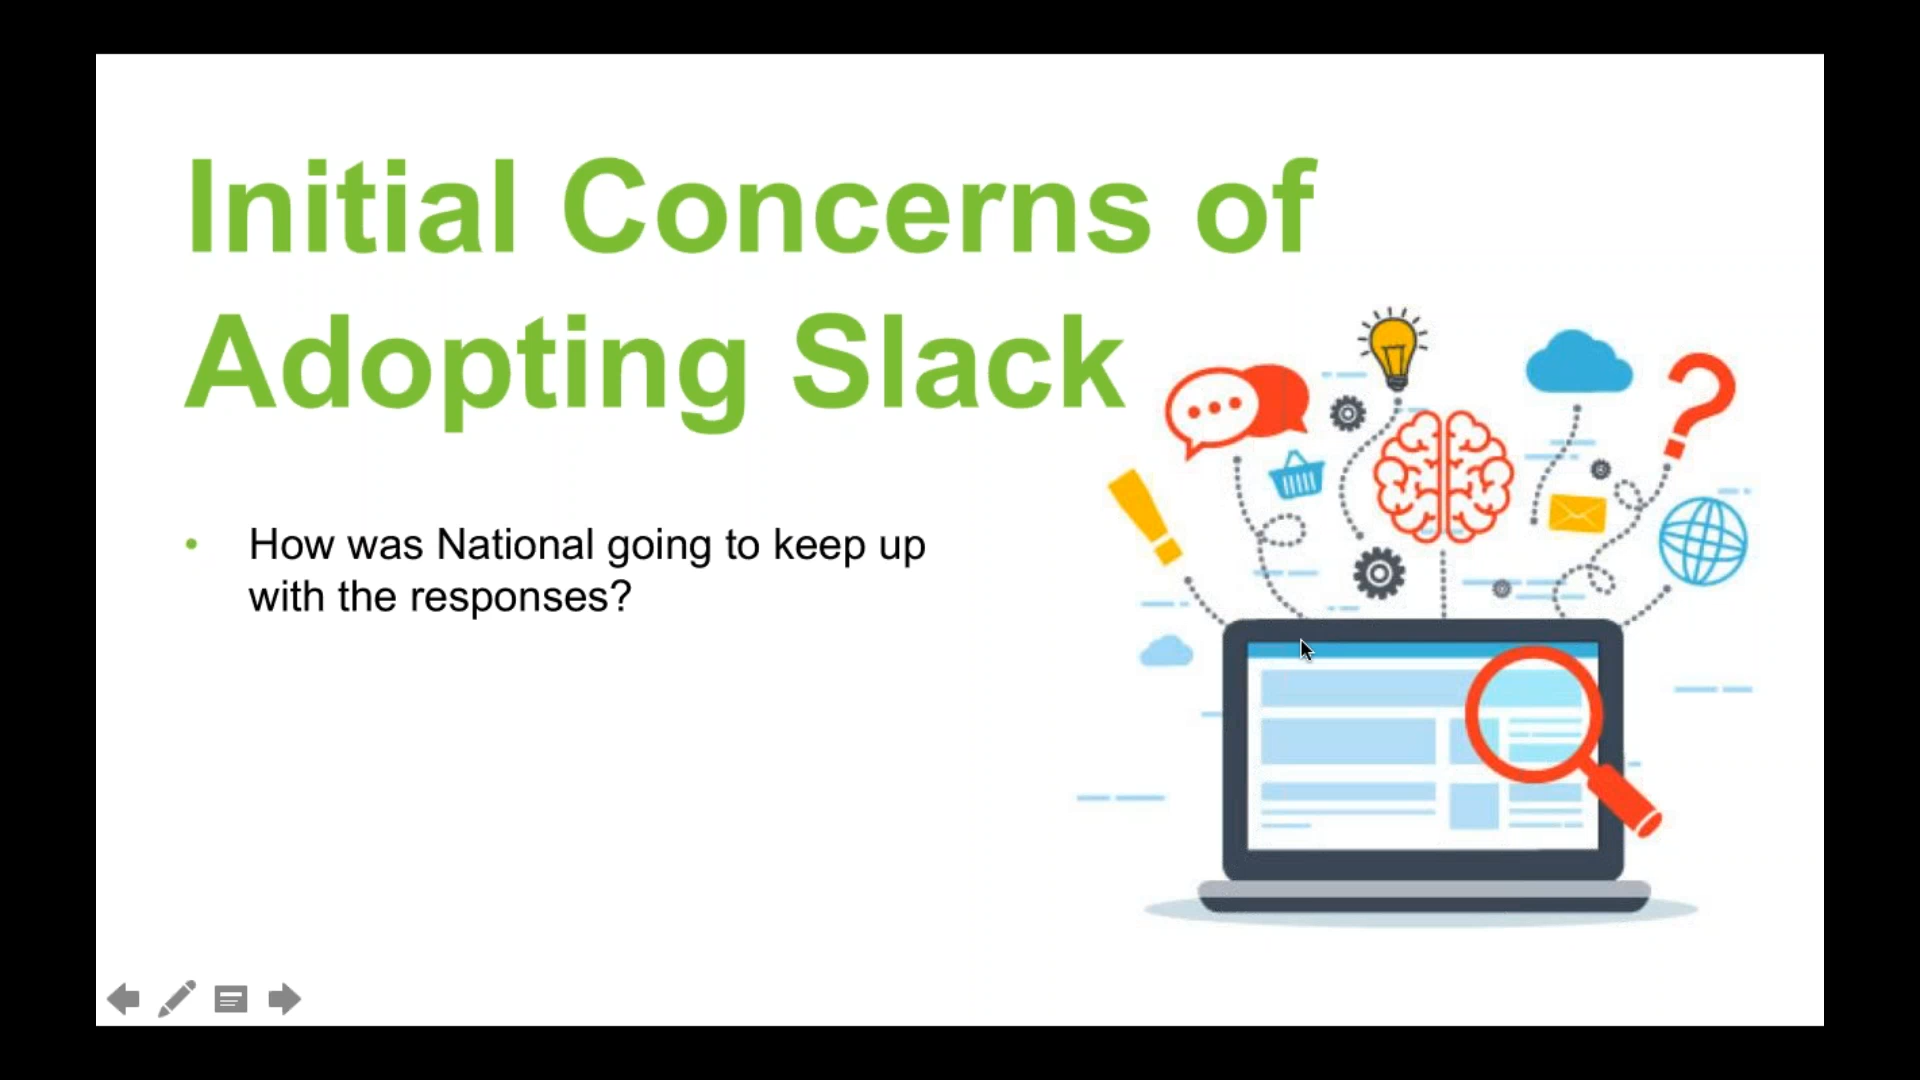 Initial Concerns of
Adopting Slack
• How was National going to keep up
with the responses?